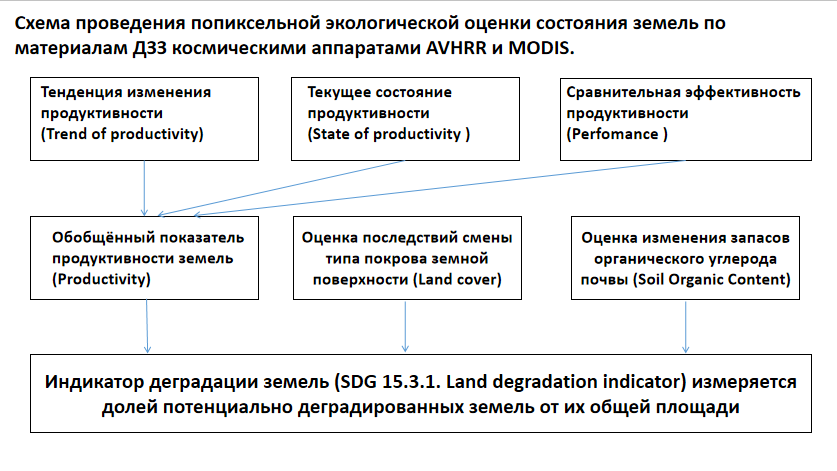 Схема проведения попиксельной экологической оценки состояния земель по
материалам ДЗЗ космическими аппаратами AVHRR и MODIS.
Тенденция изменения
продуктивности
(Trend of productivity)
Текущее состояние
продуктивности
(State of productivity )
Сравнительная эффективность
продуктивности
(Perfomance )
Обобщённый показатель
продуктивности земель
(Productivity)
Оценка последствий смены
типа покрова земной
поверхности (Land cover)
Оценка изменения запасов
органического углерода
почвы (Soil Organic Content)
Индикатор деградации земель (SDG 15.3.1. Land degradation indicator) измеряется
долей потенциально деградированных земель от их общей площади